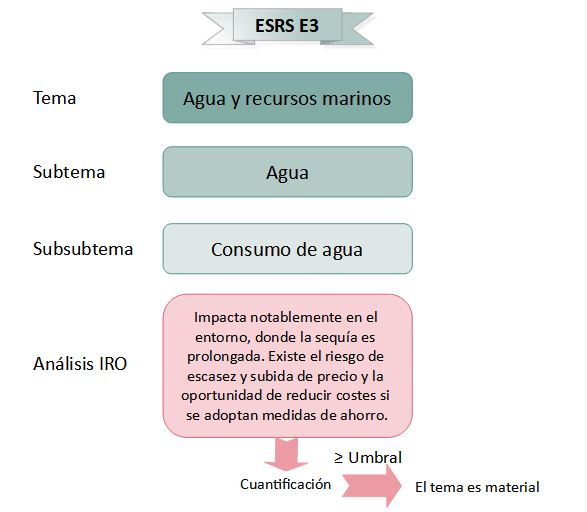 ESRS E3
Tema
Agua y recursos marinos
Subtema
Agua
Subsubtema
Consumo de agua
Análisis IRO
Impacta notablemente en el
entorno, donde la sequía es
prolongada. Existe el riesgo de
escasez y subida de precio y la
oportunidad de reducir costes si
se adoptan medidas de ahorro.
≥ Umbral
Cuantificación
El tema es material